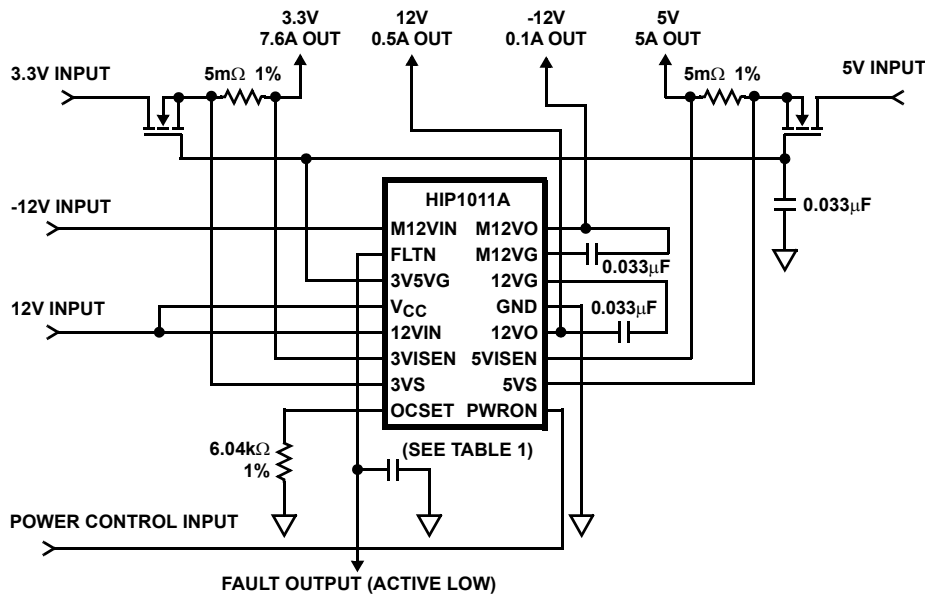 3.3V
7.6A OUT
12V
0.5A OUT
-12V
0.1A OUT
5V
5A OUT
3.3V INPUT
5mΩ 1%
5mΩ 1%
5V INPUT
HIP1011A
0.033µF
-12V INPUT
M12VIN
M12VO
FLTN
M12VG
0.033µF
3V5VG
12VG
12V INPUT
VCC
GND
0.033µF
12VIN
12VO
3VISEN
5VISEN
3VS
5VS
OCSET
PWRON
6.04kΩ
1%
(SEE TABLE 1)
POWER CONTROL INPUT
FAULT OUTPUT (ACTIVE LOW)